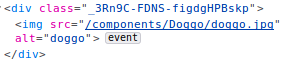 <div class="_3Rn9C-FDNS-figdgHPBskp">
<img src="/components/Doggo/doggo.jpg"
alt="doggo"> event
</div>